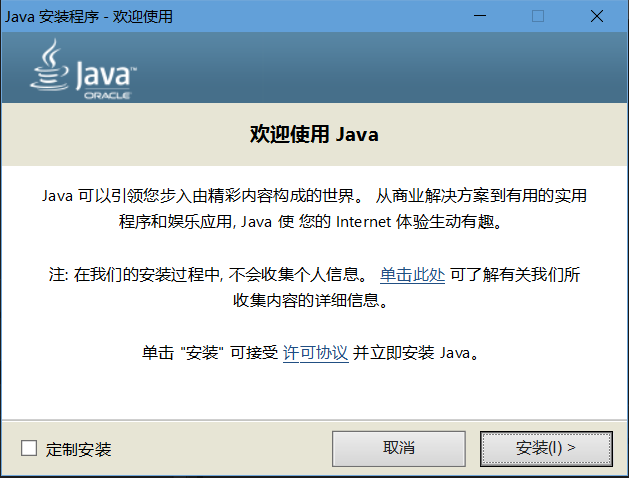 Java 安装程序 - 欢迎使用
Java™
ORACLE
欢迎使用 Java
Java 可以引领您步入由精彩内容构成的世界。 从商业解决方案到有用的实用
程序和娱乐应用, Java 使 您的 Internet 体验生动有趣。
注: 在我们的安装过程中, 不会收集个人信息。 单击此处 可了解有关我们所
收集内容的详细信息。
单击 "安装" 可接受 许可协议 并立即安装 Java。
定制安装
取消
安装(I) >